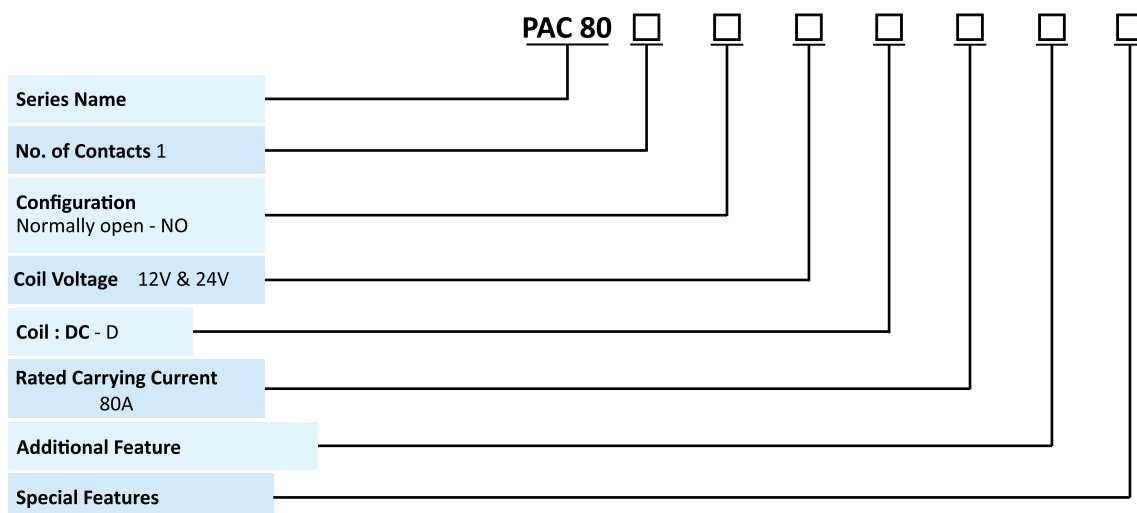 PAC 80 □ □ □ □ □ □ □
Series Name
No. of Contacts 1
Configuration
Normally open - NO
Coil Voltage 12V & 24V
Coil : DC - D
Rated Carrying Current
80A
Additional Feature
Special Features